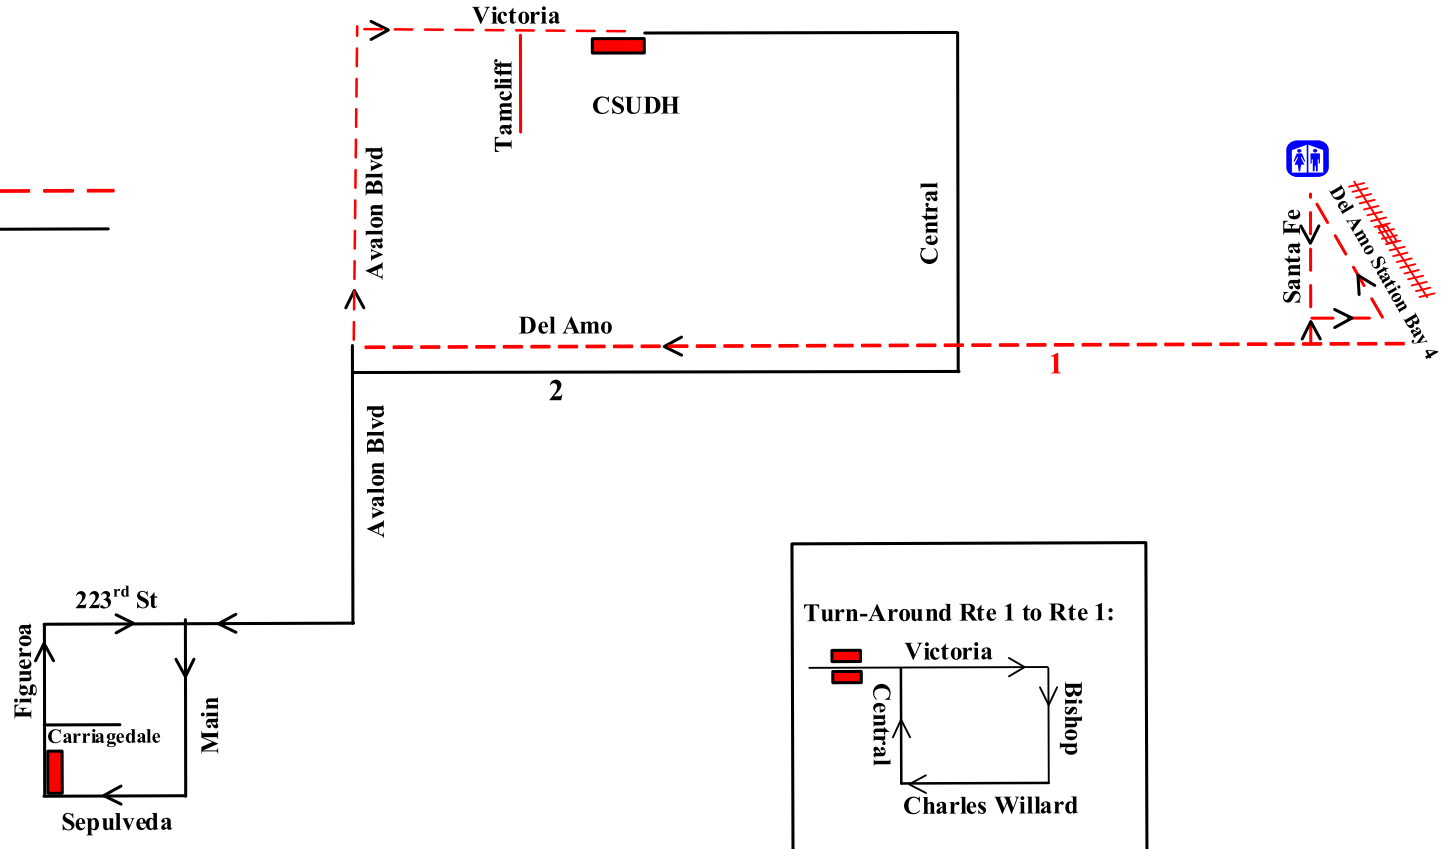 Victoria
Tamcliff
CSUDH
Avalon Blvd
Central
Santa Fe
Del Amo Station Bay 4
Del Amo
1
2
Avalon Blvd
223rd St
Figueroa
Main
Carriagedale
Sepulveda
Turn-Around Rte 1 to Rte 1:
Victoria
Central
Bishop
Charles Willard